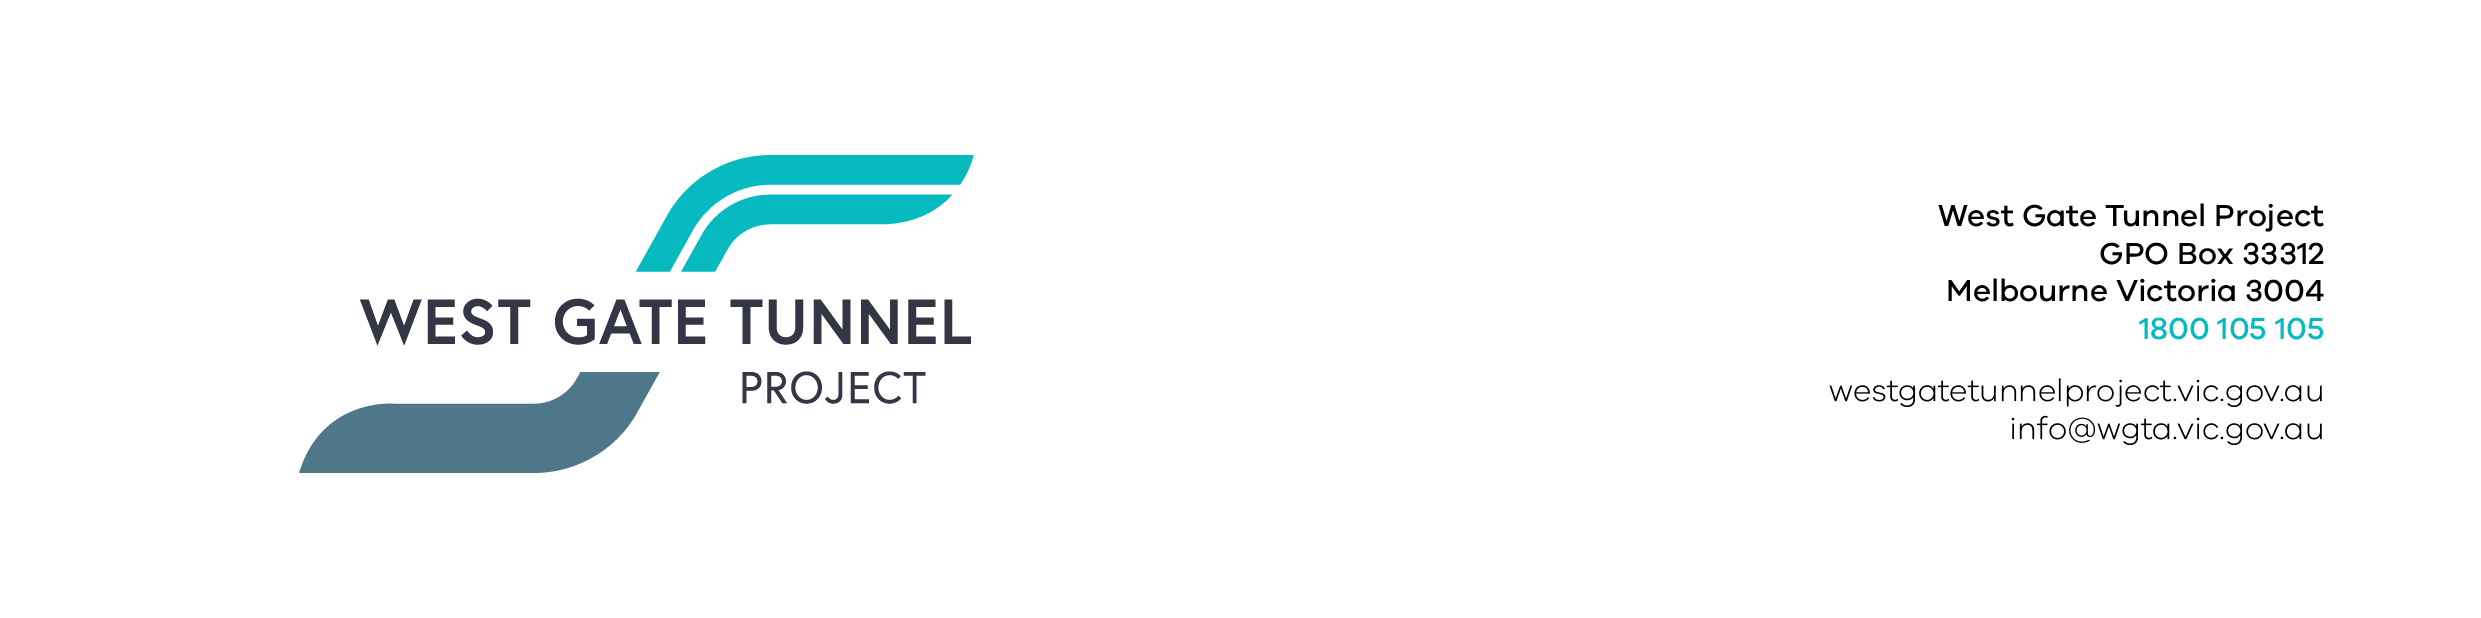 WEST GATE TUNNEL
PROJECT
West Gate Tunnel Project
GPO Box 33312
Melbourne Victoria 3004
1800 105 105
westgatetunnelproject.vic.gov.au
info@wgta.vic.gov.au